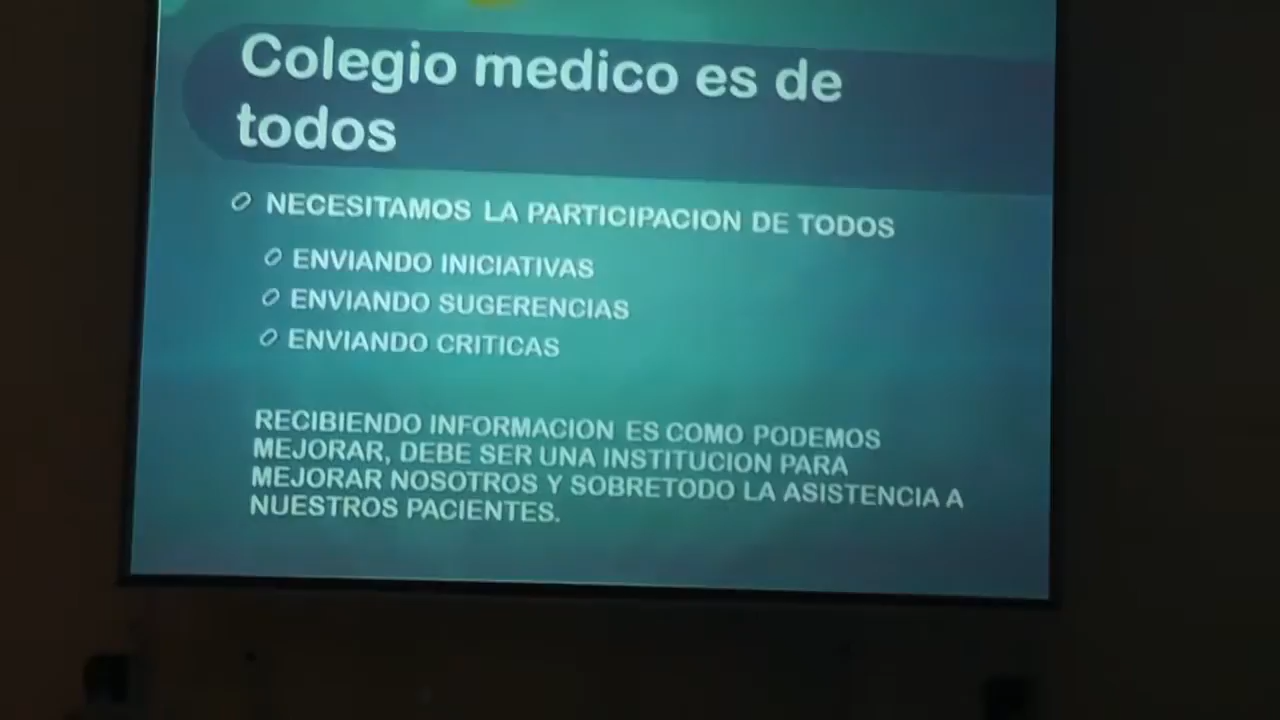 Colegio medico es de
todos
NECESITAMOS LA PARTICIPACION DE TODOS
ENVIANDO INICIATIVAS
ENVIANDO SUGERENCIAS
ENVIANDO CRITICAS
RECIBIENDO INFORMACION ES COMO PODEMOS
MEJORAR, DEBE SER UNA INSTITUCION PARA
MEJORAR NOSOTROS Y SOBRETODO LA ASISTENCIA A
NUESTROS PACIENTES.